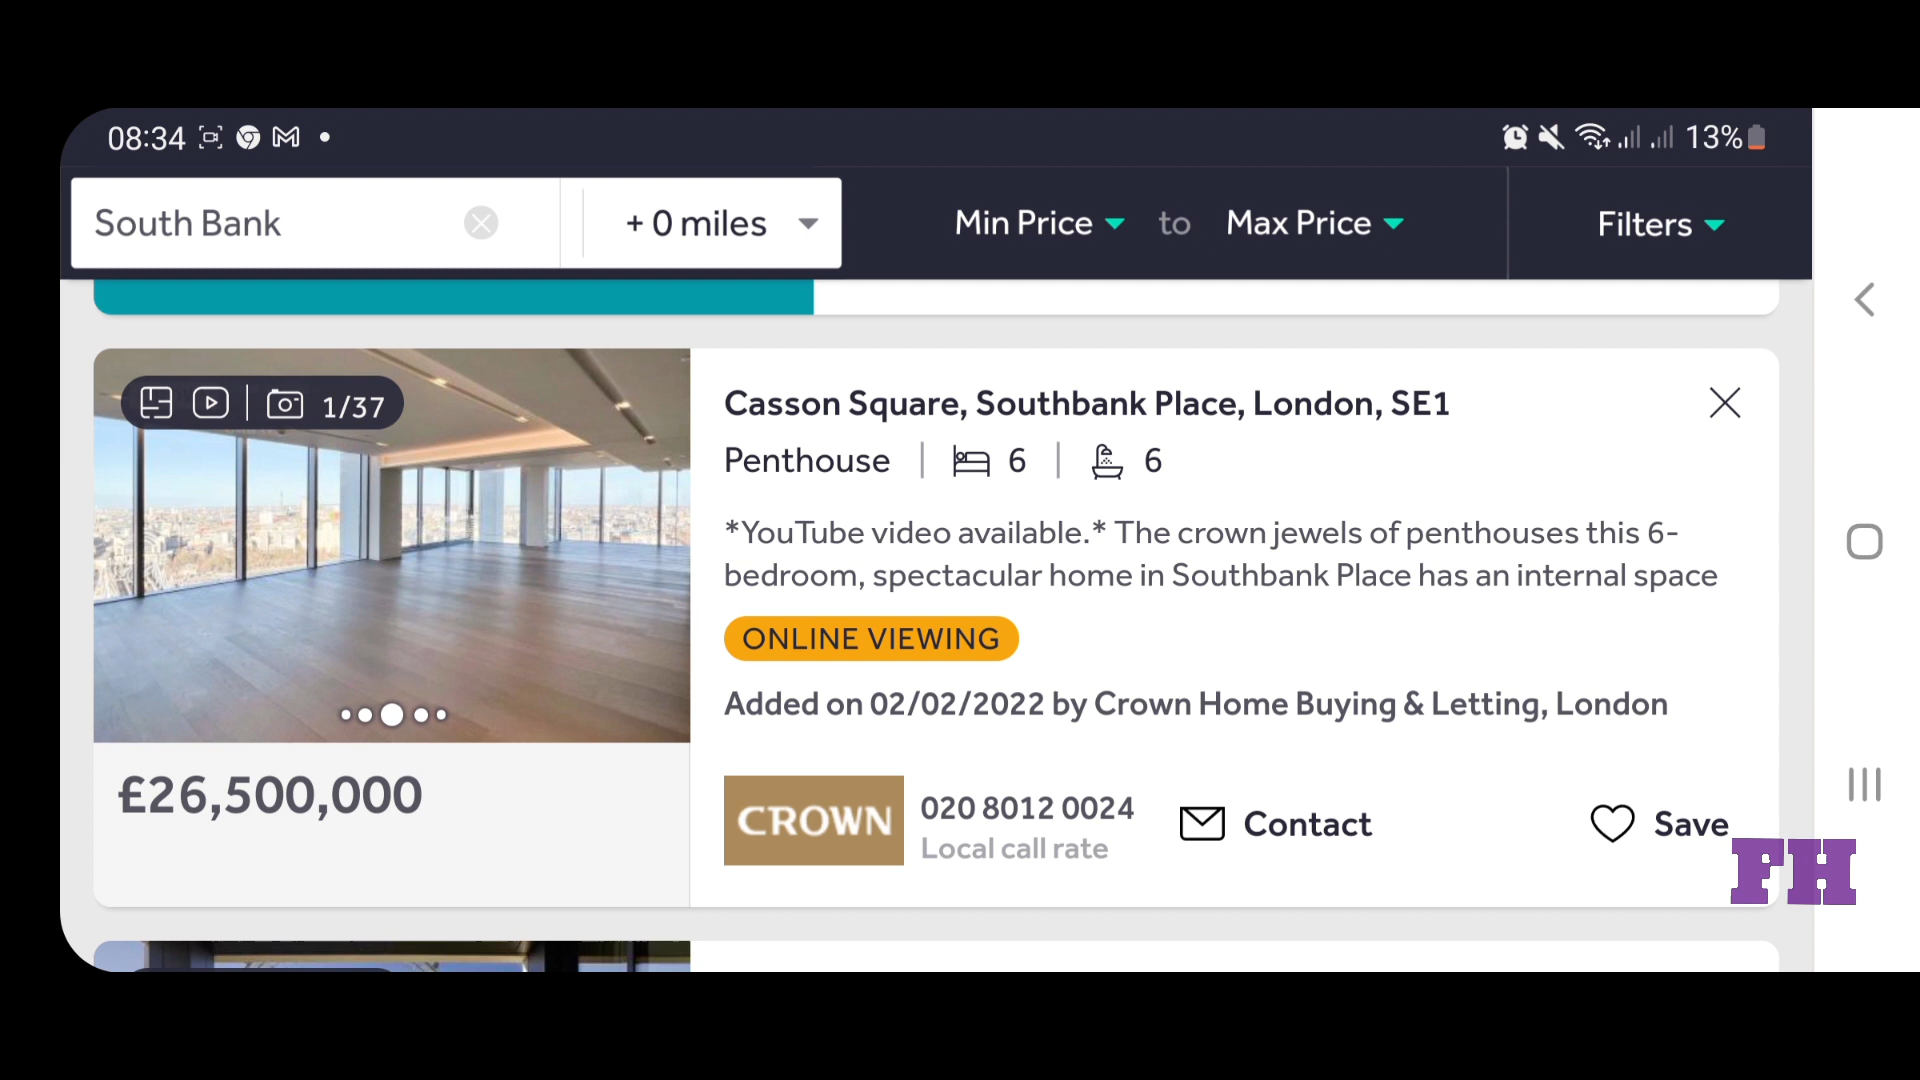 08:34
13%
South Bank
+ 0 miles
Min Price to Max Price
Filters
1/37
Casson Square, Southbank Place, London, SE1
Penthouse | 6 | 6
*YouTube video available.* The crown jewels of penthouses this 6-
bedroom, spectacular home in Southbank Place has an internal space
ONLINE VIEWING
Added on 02/02/2022 by Crown Home Buying & Letting, London
£26,500,000
CROWN
020 8012 0024
Local call rate
Contact
Save
PH